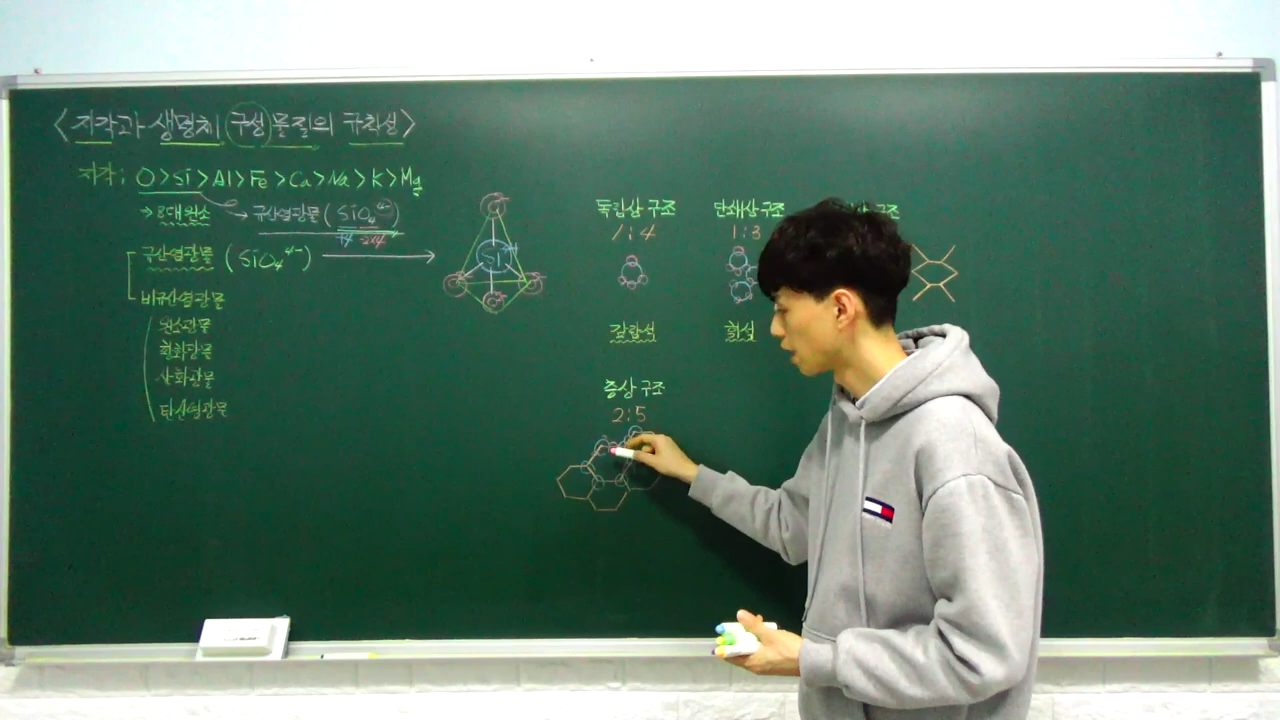 <지각과 생명체 구성 물질의 규칙성>
지각: O>Si>Al>Fe>Ca>Na>K>Mg
→8대원소
→규산염광물(SiO₄⁴⁻)
규산염광물 (SiO₄⁴⁻)
비규산염광물
원소광물
황화광물
산화광물
탄산염광물
Si
독립상 구조
1:4
감람석
단쇄상 구조
1:3
휘석
구조
층상 구조
2:5